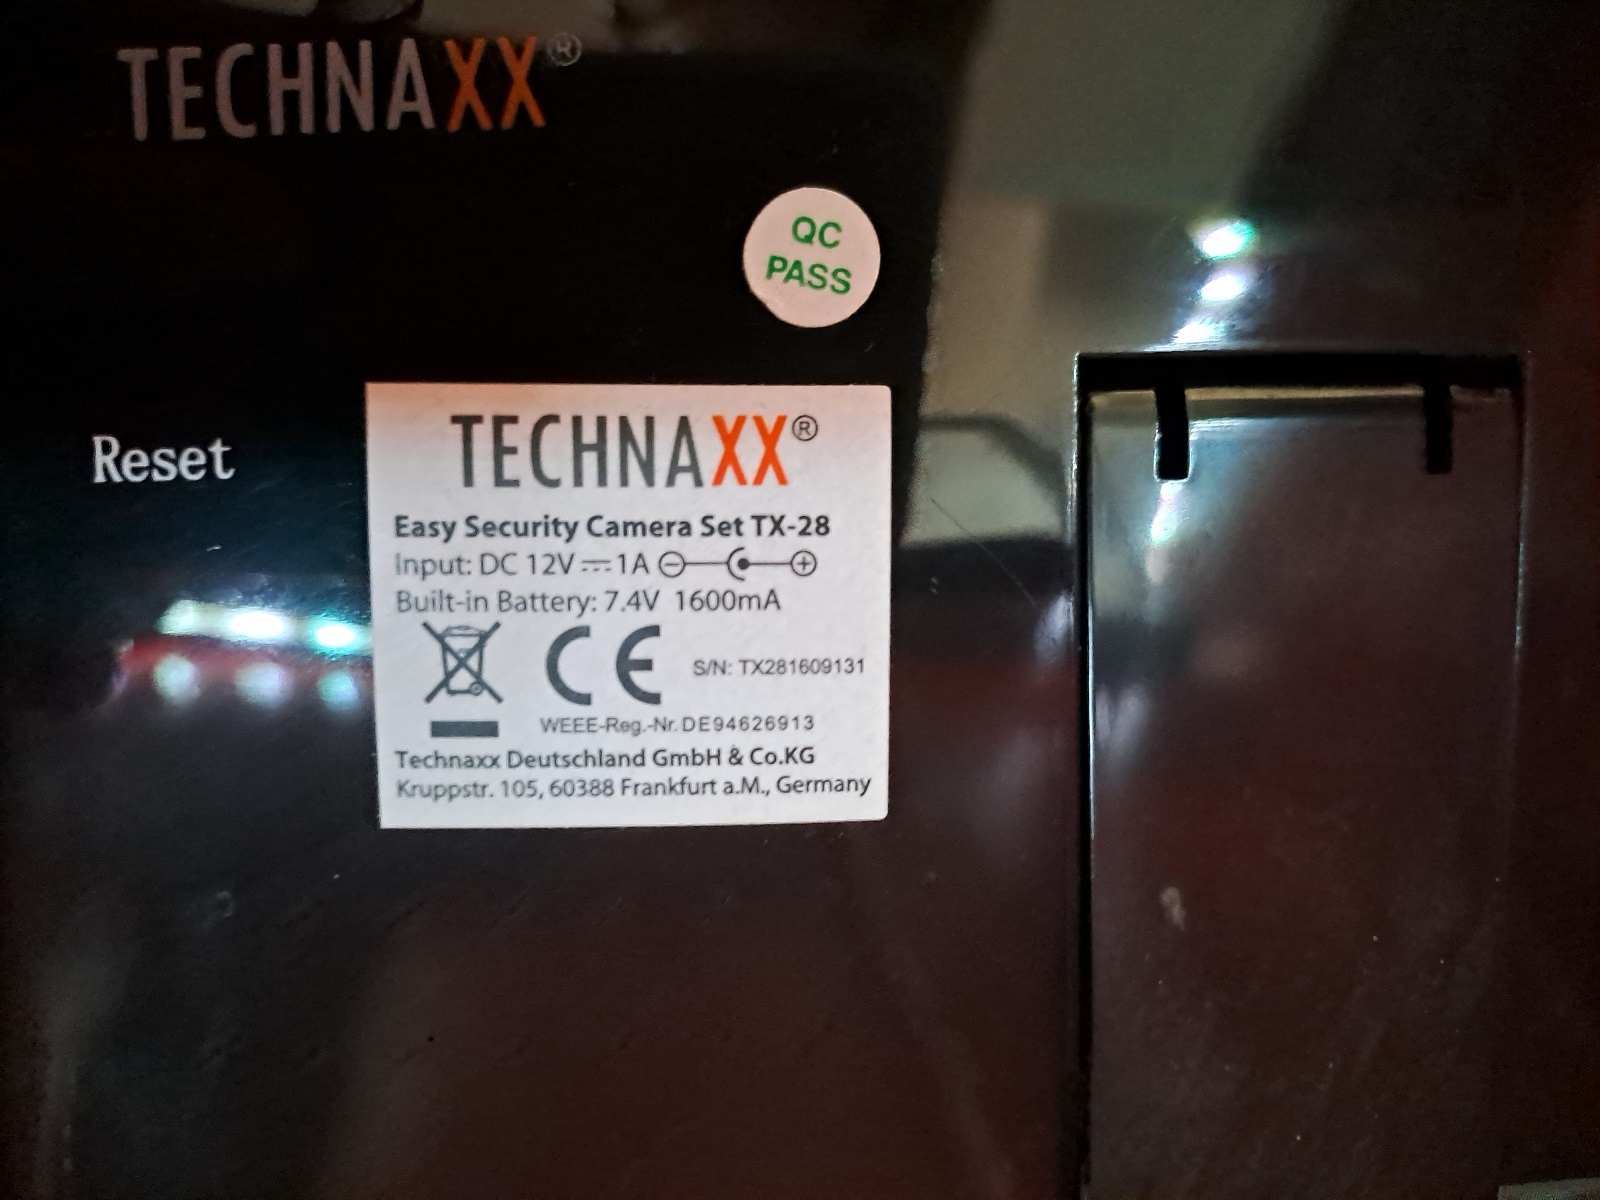 TECHNAXX®
QC
PASS
Reset
TECHNAXX®
Easy Security Camera Set TX-28
Input: DC 12V⎓1A
Built-in Battery: 7.4V 1600mA
CE S/N: TX281609131
WEEE-Reg.-Nr. DE94626913
Technaxx Deutschland GmbH & Co.KG
Kruppstr. 105, 60388 Frankfurt a.M., Germany